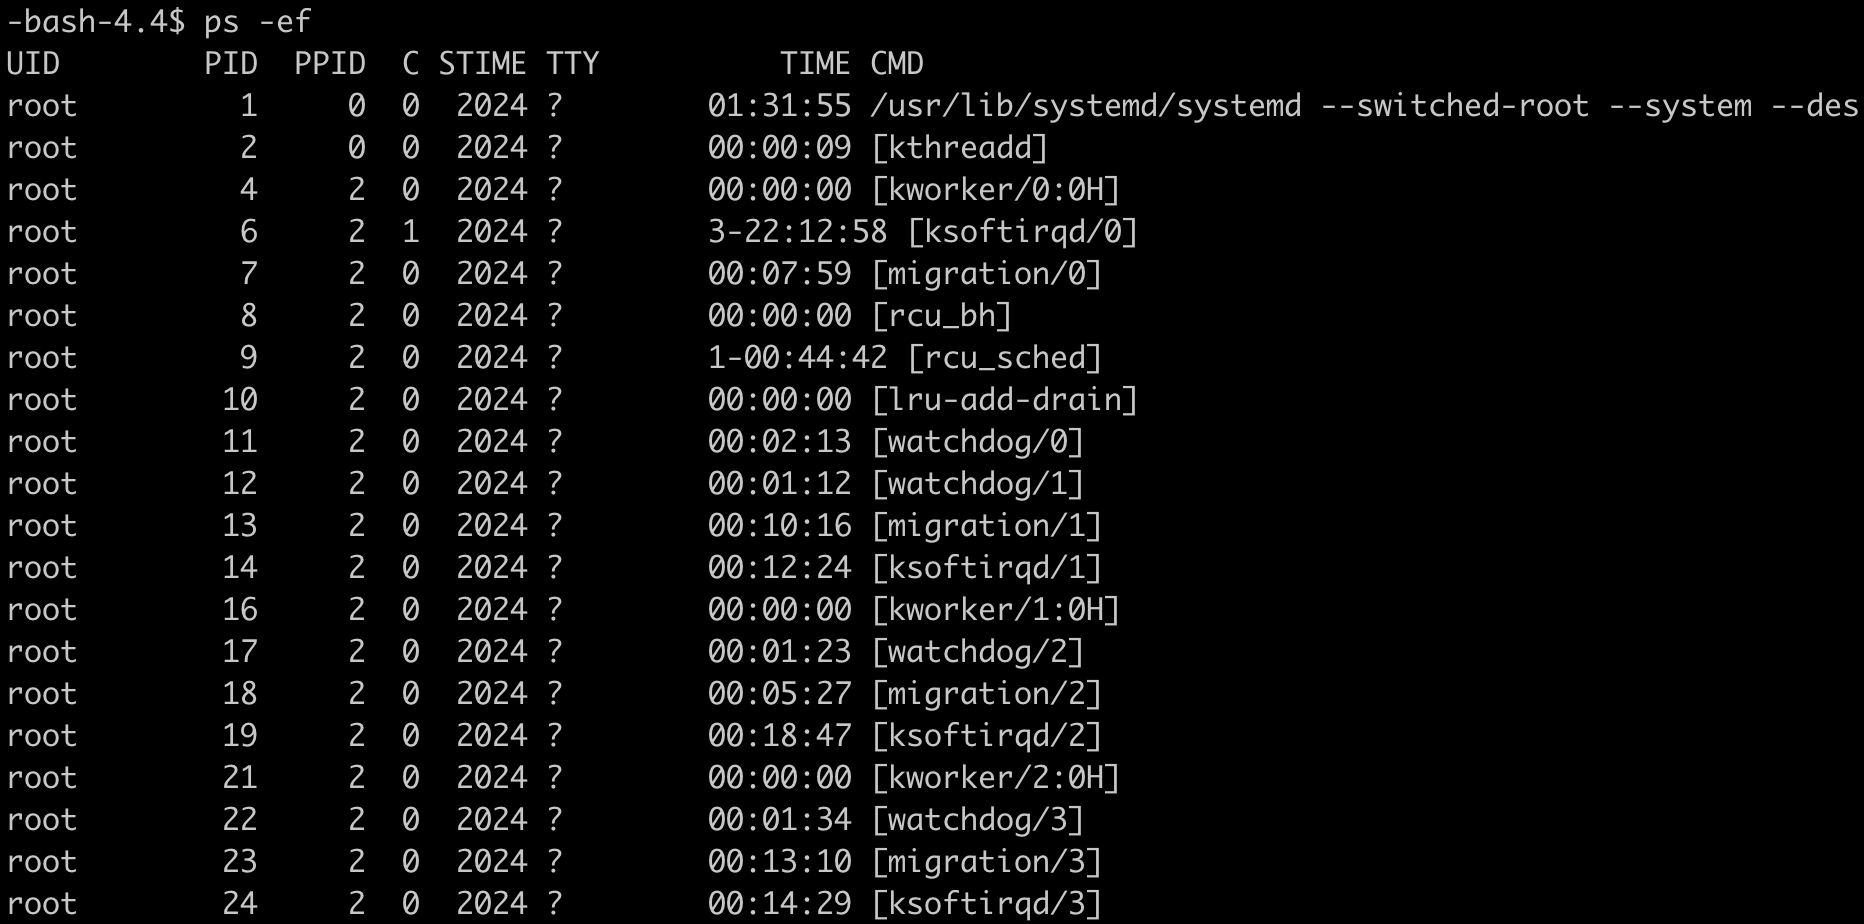 -bash-4.4$ ps -ef
UID        PID  PPID  C STIME TTY          TIME CMD
root         1     0  0  2024 ?        01:31:55 /usr/lib/systemd/systemd --switched-root --system --des
root         2     0  0  2024 ?        00:00:09 [kthreadd]
root         4     2  0  2024 ?        00:00:00 [kworker/0:0H]
root         6     2  1  2024 ?        3-22:12:58 [ksoftirqd/0]
root         7     2  0  2024 ?        00:07:59 [migration/0]
root         8     2  0  2024 ?        00:00:00 [rcu_bh]
root         9     2  0  2024 ?        1-00:44:42 [rcu_sched]
root        10     2  0  2024 ?        00:00:00 [lru-add-drain]
root        11     2  0  2024 ?        00:02:13 [watchdog/0]
root        12     2  0  2024 ?        00:01:12 [watchdog/1]
root        13     2  0  2024 ?        00:10:16 [migration/1]
root        14     2  0  2024 ?        00:12:24 [ksoftirqd/1]
root        16     2  0  2024 ?        00:00:00 [kworker/1:0H]
root        17     2  0  2024 ?        00:01:23 [watchdog/2]
root        18     2  0  2024 ?        00:05:27 [migration/2]
root        19     2  0  2024 ?        00:18:47 [ksoftirqd/2]
root        21     2  0  2024 ?        00:00:00 [kworker/2:0H]
root        22     2  0  2024 ?        00:01:34 [watchdog/3]
root        23     2  0  2024 ?        00:13:10 [migration/3]
root        24     2  0  2024 ?        00:14:29 [ksoftirqd/3]